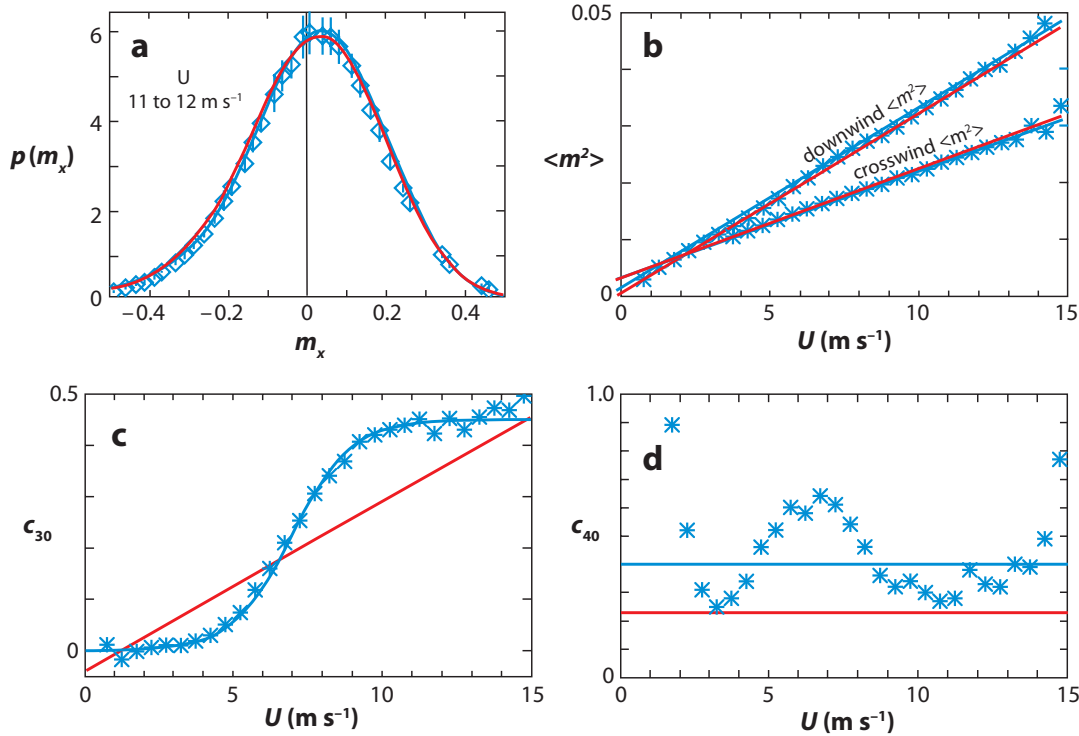 a
U
11 to 12 m s⁻¹
p (mₓ)
6
4
2
0
−0.4
−0.2
0
0.2
0.4
mₓ
b
0.05
<m²>
0
downwind <m²>
crosswind <m²>
0
5
10
15
U (m s⁻¹)
c
0.5
c₃₀
0
0
5
10
15
U (m s⁻¹)
d
1.0
c₄₀
0.0
0
5
10
15
U (m s⁻¹)